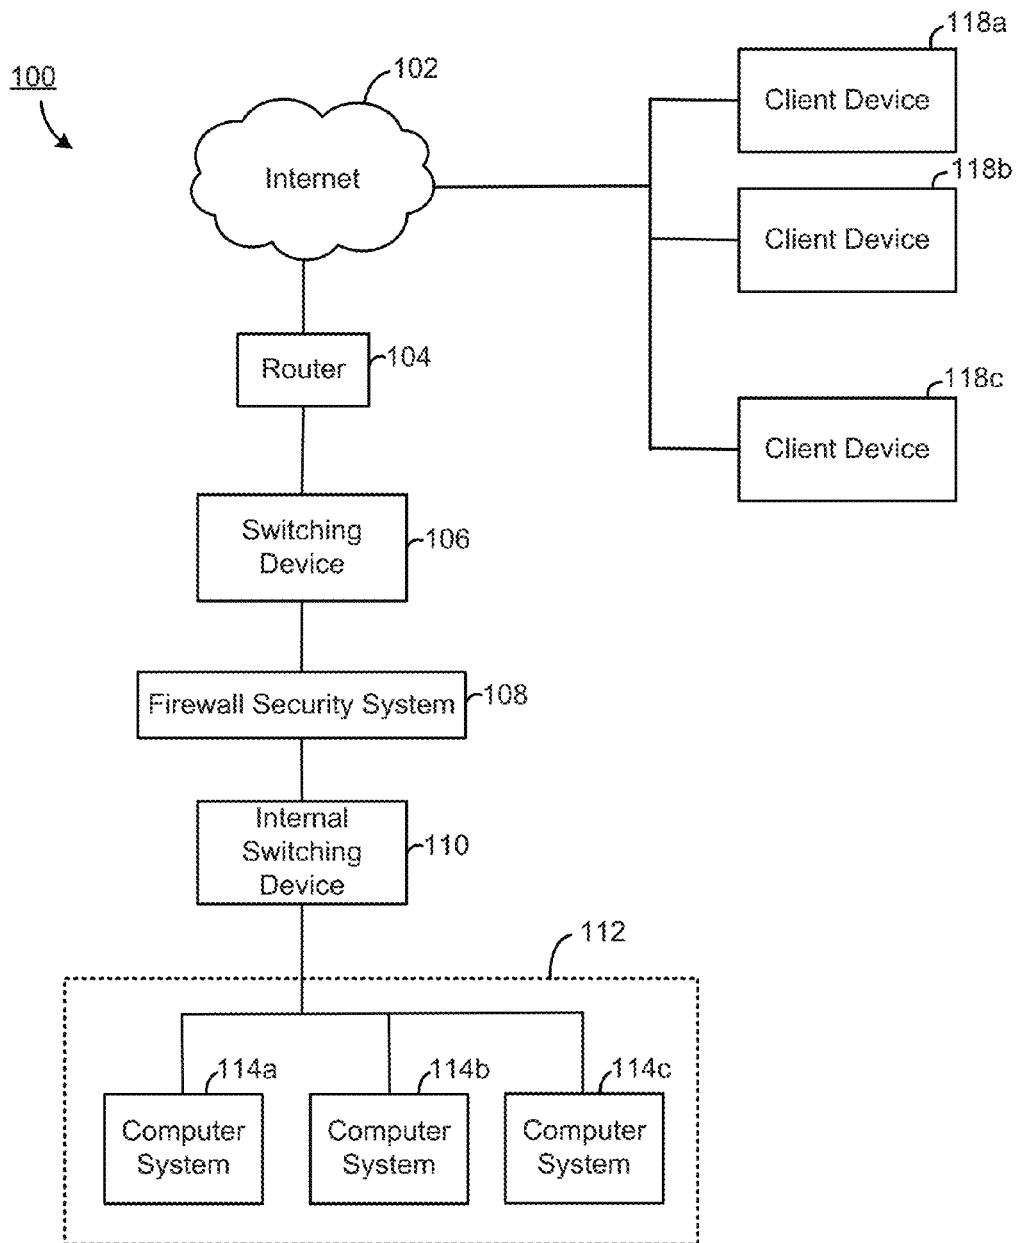 100
102
Internet
118a
Client Device
118b
Client Device
118c
Client Device
Router
104
Switching
Device
106
Firewall Security System
108
Internal
Switching
Device
110
112
114a
Computer
System
114b
Computer
System
114c
Computer
System